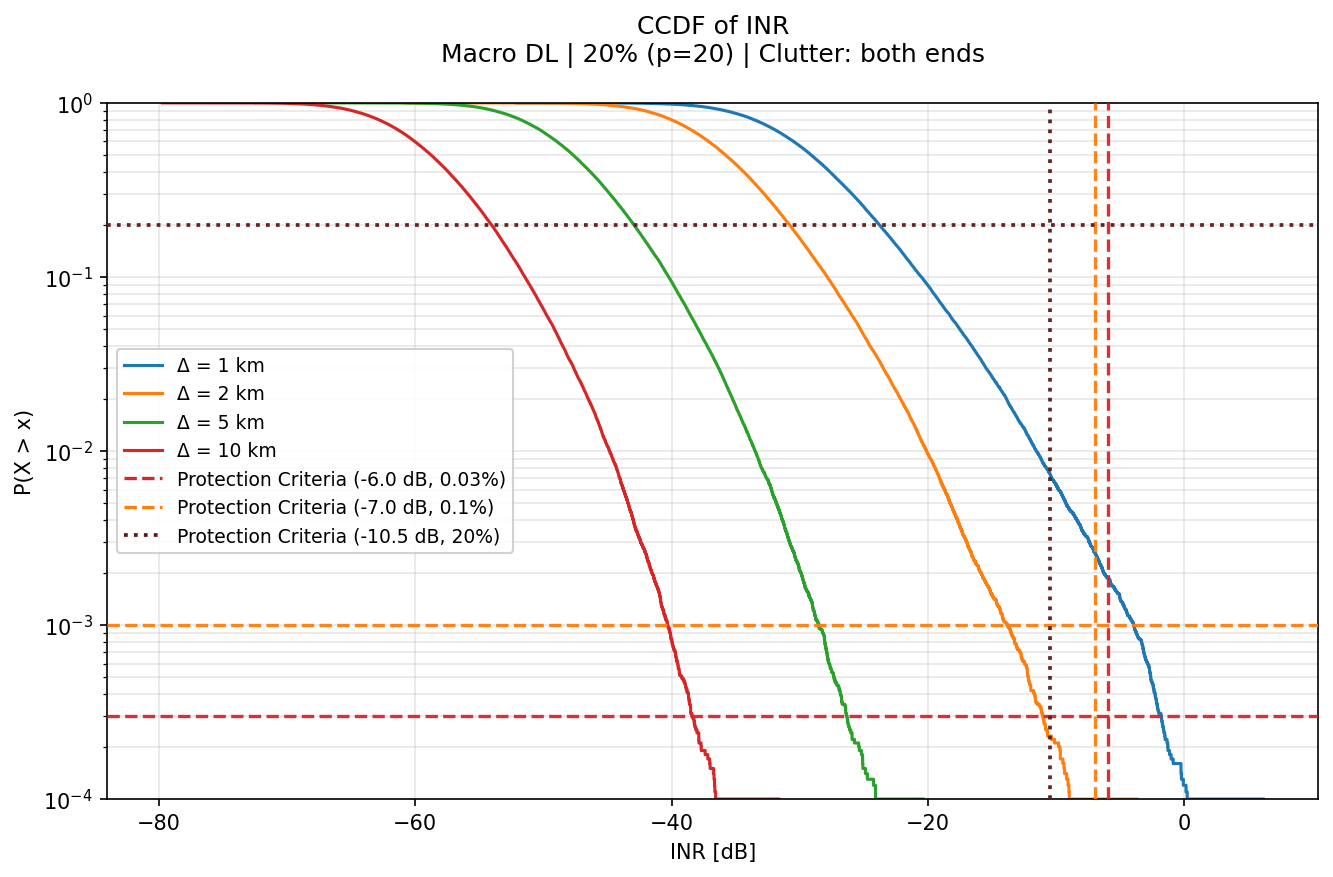 CCDF of INR
Macro DL | 20% (p=20) | Clutter: both ends
10⁰
10⁻¹
10⁻²
10⁻³
10⁻⁴
P(X > x)
Δ = 1 km
Δ = 2 km
Δ = 5 km
Δ = 10 km
Protection Criteria (-6.0 dB, 0.03%)
Protection Criteria (-7.0 dB, 0.1%)
Protection Criteria (-10.5 dB, 20%)
−80 −60 −40 −20 0
INR [dB]